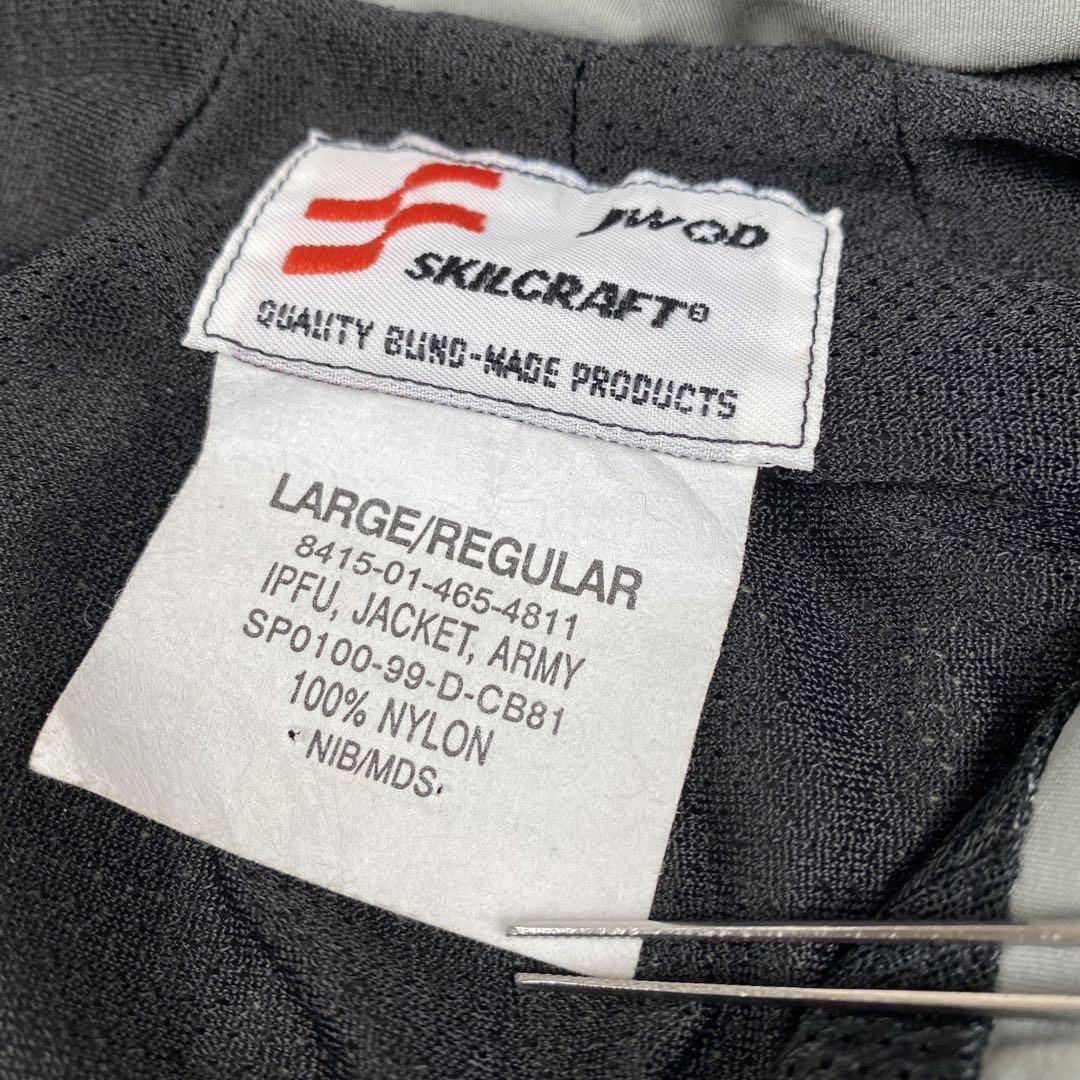 JWOD
SKILCRAFT®
QUALITY BLIND-MADE PRODUCTS
LARGE/REGULAR
8415-01-465-4811
IPFU, JACKET, ARMY
SP0100-99-D-CB81
100% NYLON
NIB/MDS